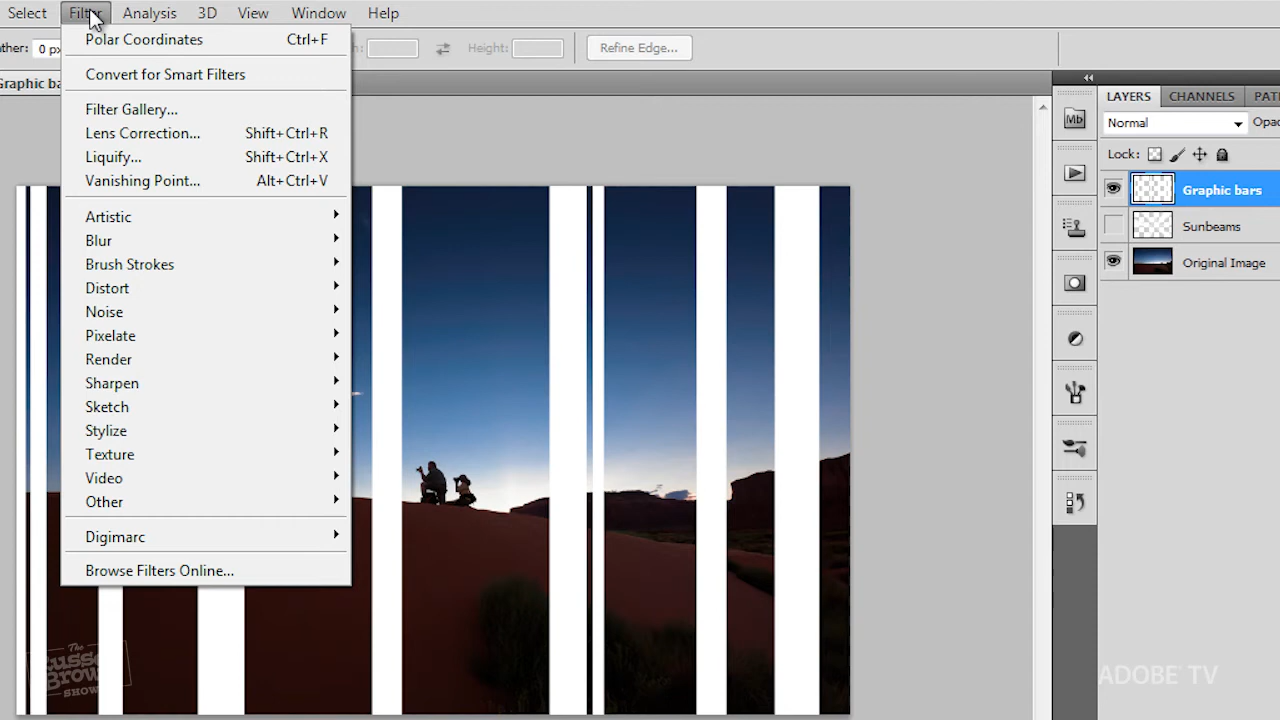 Select Filter Analysis 3D View Window Help
0 px Height: Refine Edge...
Polar Coordinates Ctrl+F
Convert for Smart Filters
Filter Gallery...
Lens Correction... Shift+Ctrl+R
Liquify... Shift+Ctrl+X
Vanishing Point... Alt+Ctrl+V
Artistic
Blur
Brush Strokes
Distort
Noise
Pixelate
Render
Sharpen
Sketch
Stylize
Texture
Video
Other
Digimarc
Browse Filters Online...
Graphic
LAYERS CHANNELS
Normal
Lock:
Graphic bars
Sunbeams
Original Image
Mb
The
Brown
SHOW
ADOBE TV